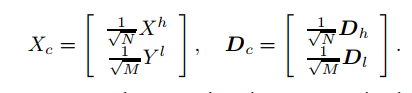 X_c = [ 1/√N X^h ; 1/√M Y^l ] , D_c = [ 1/√N D_h ; 1/√M D_l ] .